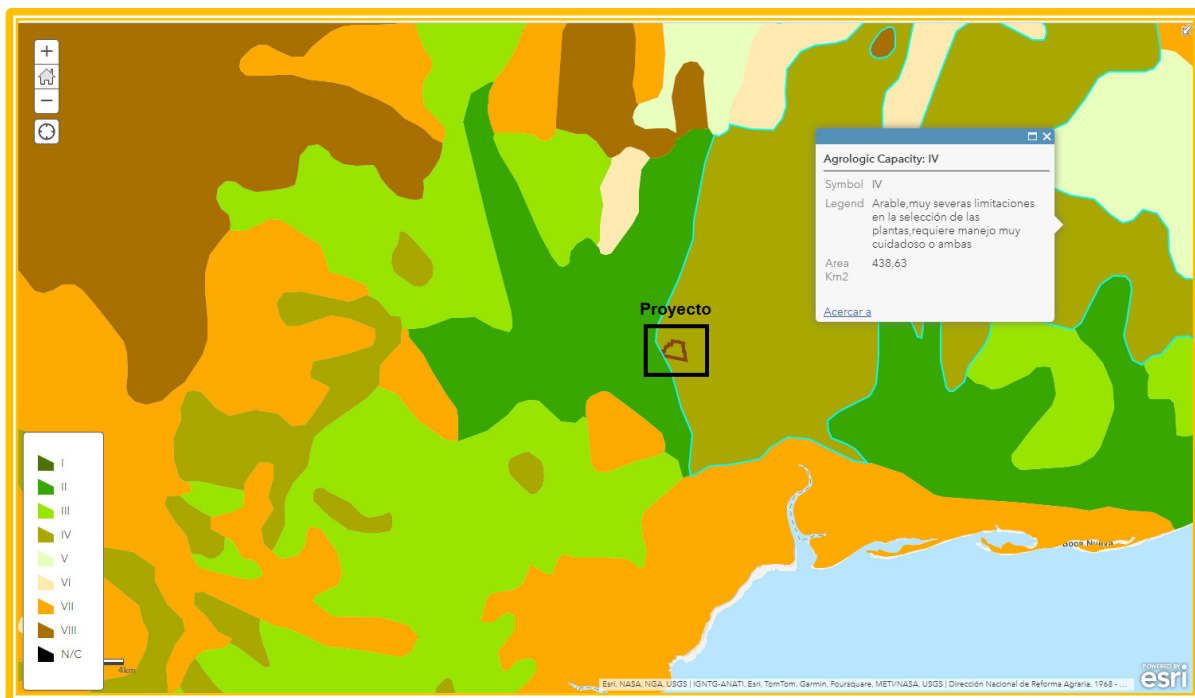 +
−
Agrologic Capacity: IV
Symbol IV
Legend Arable,muy severas limitaciones
en la selección de las
plantas,requiere manejo muy
cuidadoso o ambas
Area 438,63
Km2
Acercar a
Proyecto
I
II
III
IV
V
VI
VII
VIII
N/C
4km
Boca Nueva
Esri, NASA, NGA, USGS | IGNTG-ANATI, Esri, TomTom, Garmin, Foursquare, METI/NASA, USGS | Dirección Nacional de Reforma Agraria, 1968 - ...
POWERED BY
esri